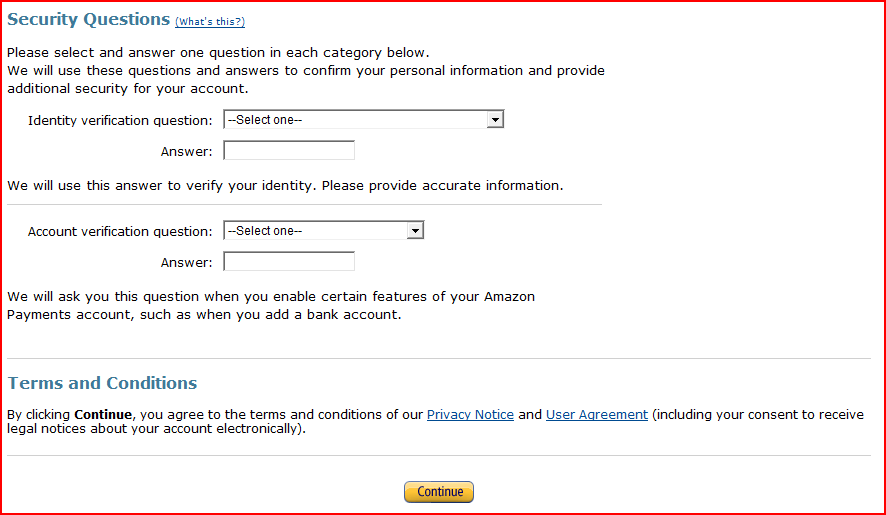 Security Questions (What's this?)
Please select and answer one question in each category below.
We will use these questions and answers to confirm your personal information and provide
additional security for your account.
Identity verification question: --Select one--
Answer:
We will use this answer to verify your identity. Please provide accurate information.
Account verification question: --Select one--
Answer:
We will ask you this question when you enable certain features of your Amazon
Payments account, such as when you add a bank account.
Terms and Conditions
By clicking Continue, you agree to the terms and conditions of our Privacy Notice and User Agreement (including your consent to receive
legal notices about your account electronically).
Continue